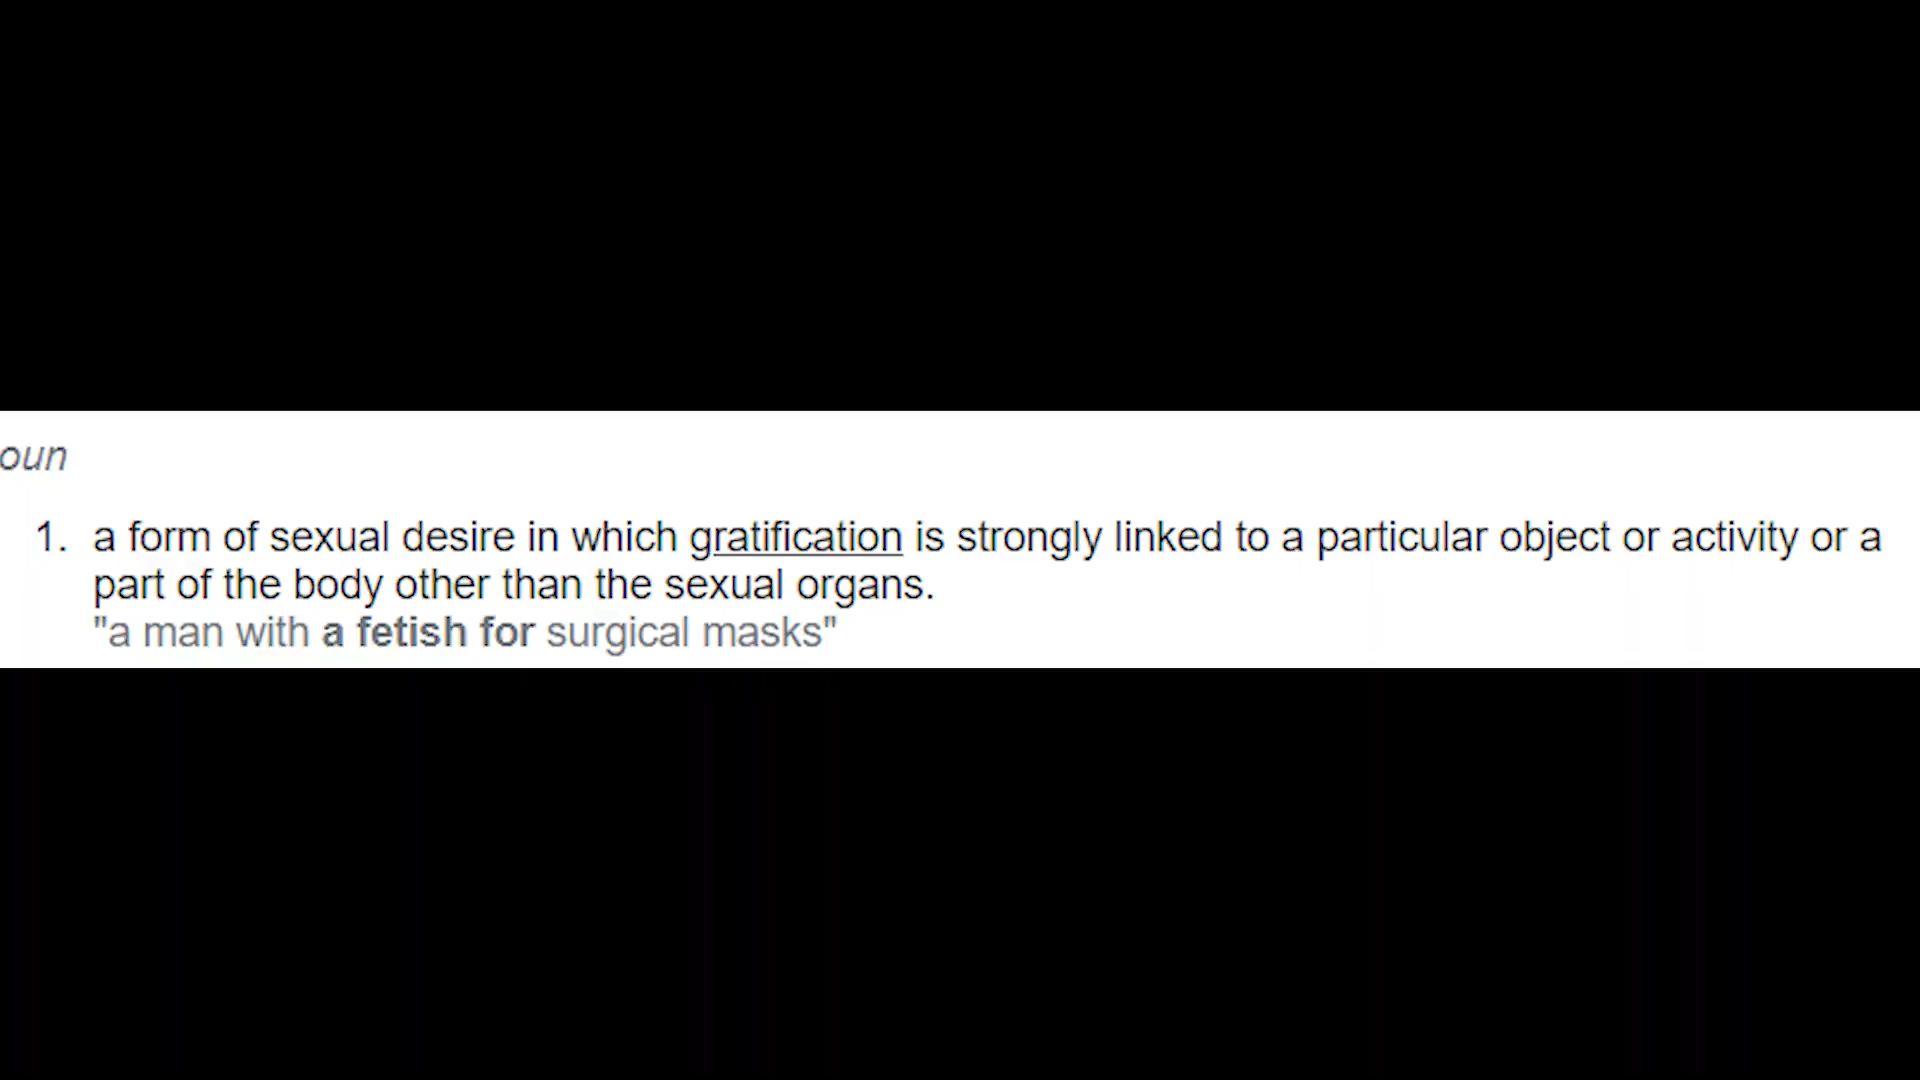 oun
1. a form of sexual desire in which gratification is strongly linked to a particular object or activity or a
part of the body other than the sexual organs.
"a man with a fetish for surgical masks"